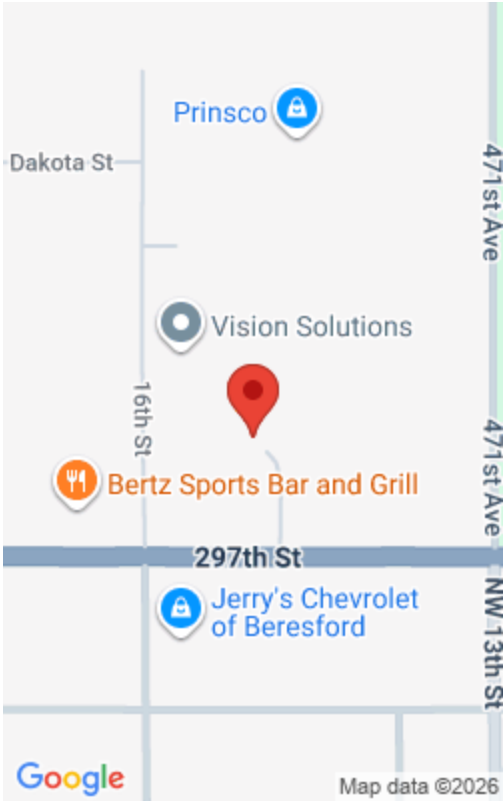 Prinsco
Dakota St
471st Ave
Vision Solutions
16th St
471st Ave
Bertz Sports Bar and Grill
297th St
Jerry's Chevrolet
of Beresford
NW 13th St
Google
Map data ©2026